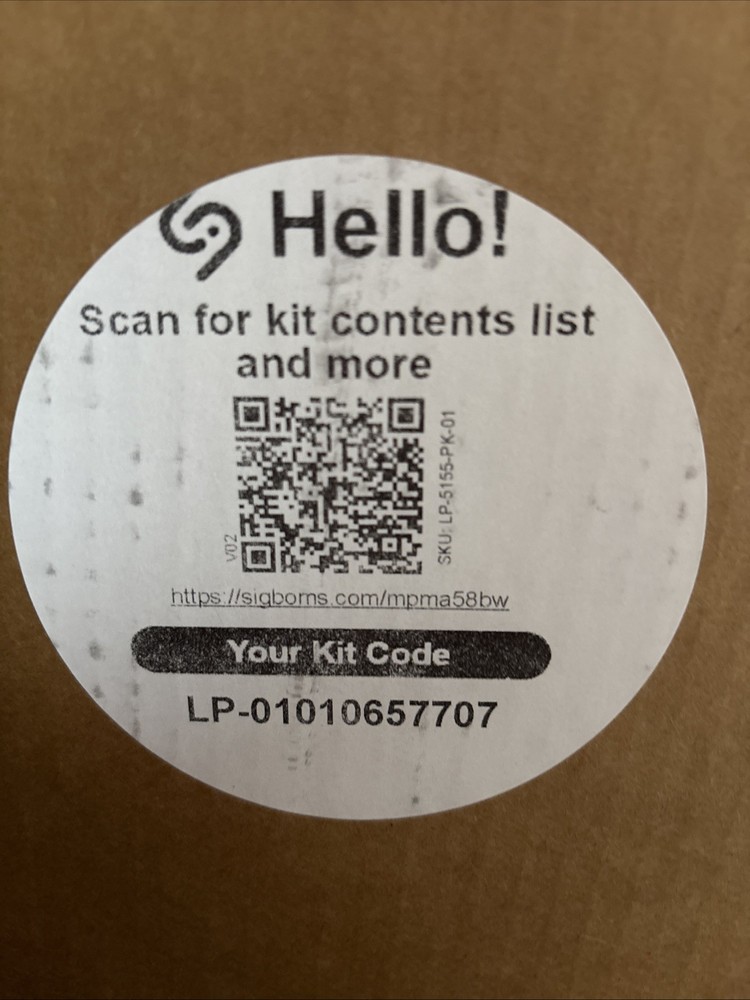 Hello!
Scan for kit contents list
and more
V02
SKU: LP-5155-PK-01
https://sigboms.com/mpma58bw
Your Kit Code
LP-01010657707